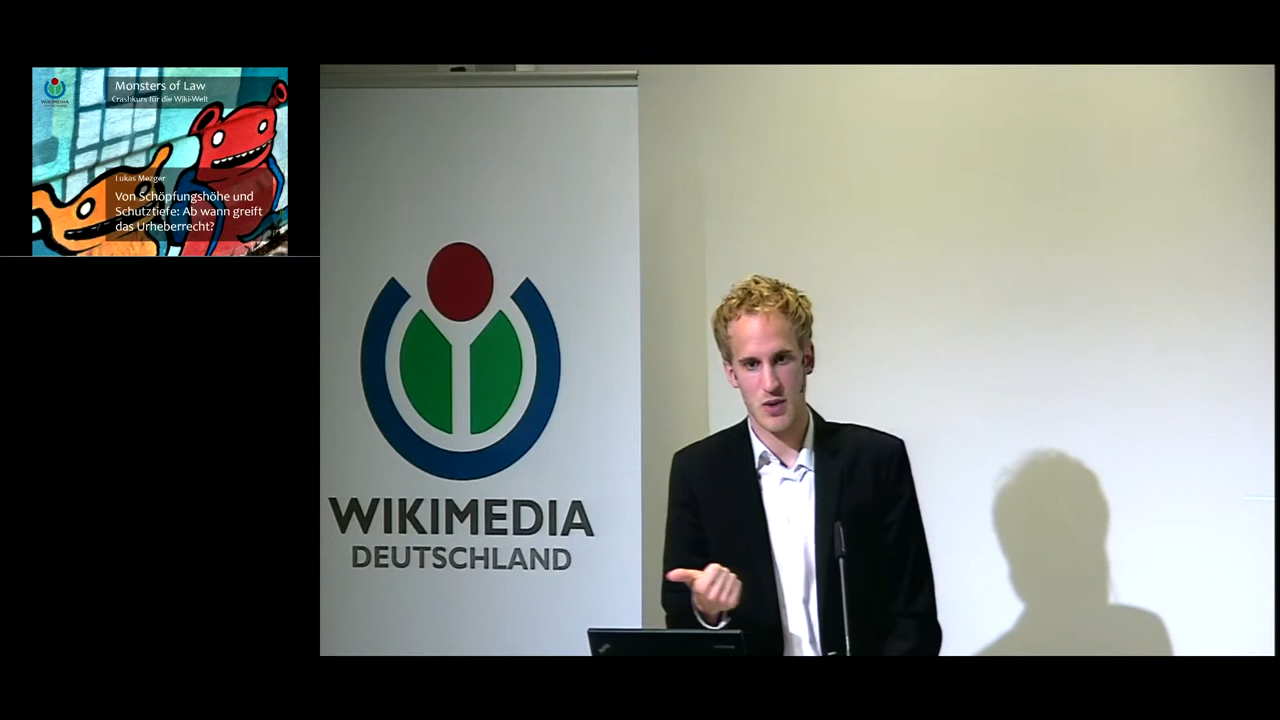 Monsters of Law
Crashkurs für die Wiki-Welt
WIKIMEDIA
Lukas Mezger
Von Schöpfungshöhe und
Schutztiefe: Ab wann greift
das Urheberrecht?
WIKIMEDIA
DEUTSCHLAND